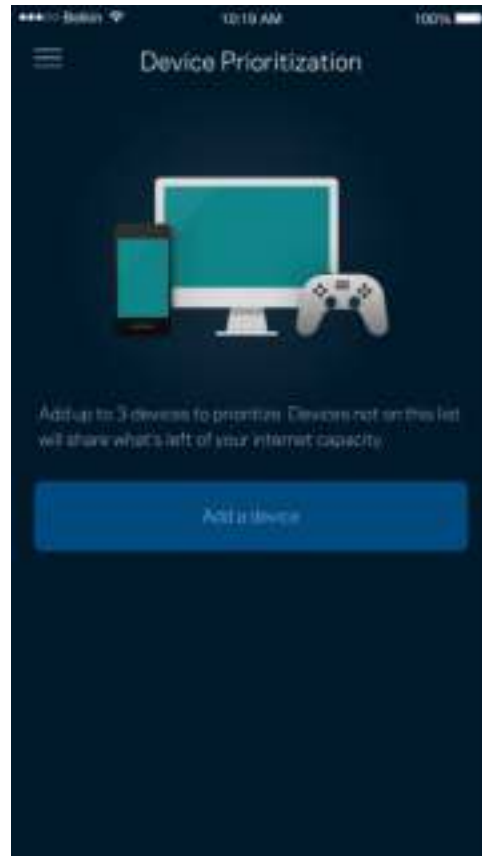 Belkin 10:19 AM 100%
Device Prioritization
Add up to 3 devices to prioritize. Devices not on this list
will share what's left of your internet capacity.
Add a device